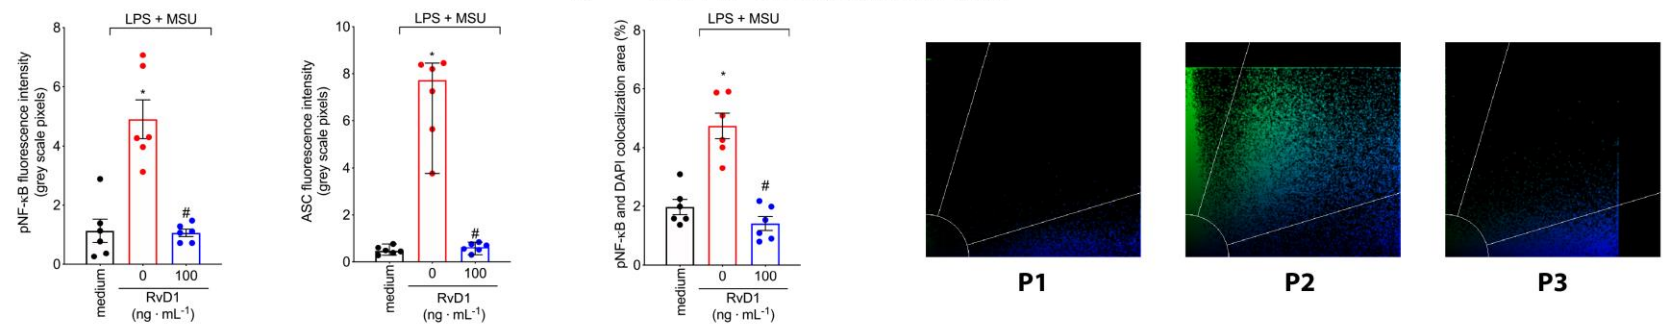 LPS + MSU
pNF-κB fluorescence intensity
(grey scale pixels)
8
6
4
2
0
*
#
medium
0
100
RvD1
(ng · mL⁻¹)
LPS + MSU
ASC fluorescence intensity
(grey scale pixels)
10
8
6
4
2
0
*
#
medium
0
100
RvD1
(ng · mL⁻¹)
LPS + MSU
pNF-κB and DAPI colocalization area (%)
8
6
4
2
0
*
#
medium
0
100
RvD1
(ng · mL⁻¹)
P1
P2
P3